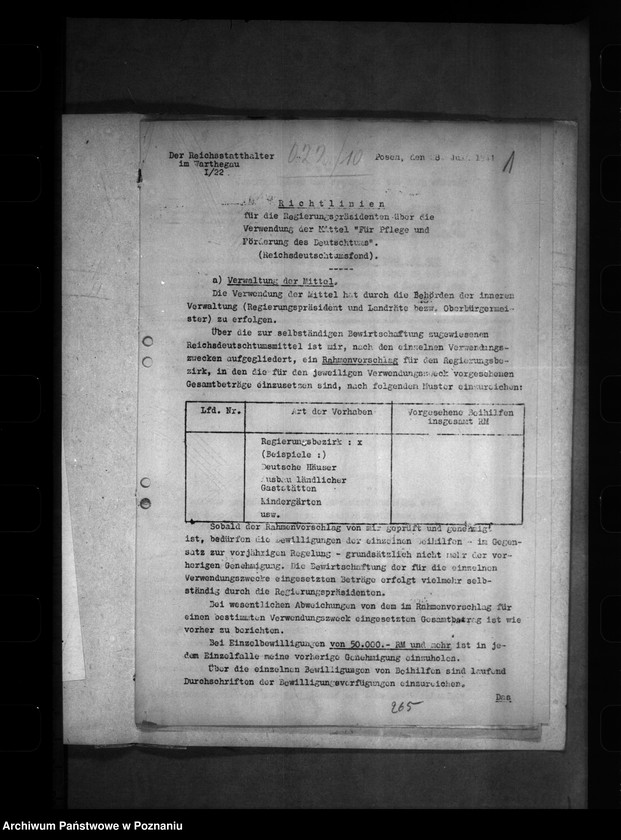 Der Reichsstatthalter
im Warthegau
I/22
022/10
Posen, den 8. 1941
1
Richtlinien
für die Regierungspräsidenten über die
Verwendung der Mittel "Für Pflege und
Förderung des Deutschtums".
(Reichsdeutschtumsfond).
-----
a) Verwaltung der Mittel.
Die Verwendung der Mittel hat durch die Behörden der inneren
Verwaltung (Regierungspräsident und Landräte bezw. Oberbürgermei-
ster) zu erfolgen.
Über die zur selbständigen Bewirtschaftung zugewiesenen
Reichsdeutschtumsmittel ist mir, nach den einzelnen Verwendungs-
zwecken aufgegliedert, ein Rahmenvorschlag für den Regierungsbe-
zirk, in den die für den jeweiligen Verwendungszweck vorgesehenen
Gesamtbeträge einzusetzen sind, nach folgenden Muster einzureichen:
Lfd. Nr.
Art der Vorhaben
Vorgesehene Beihilfen
insgesamt RM
Regierungsbezirk : x
(Beispiele :)
Deutsche Häuser
Ausbau ländlicher
Gaststätten
Kindergärten
usw.
Sobald der Rahmenvorschlag von mir geprüft und genehmigt
ist, bedürfen die Bewilligungen der einzelnen Beihilfen - im Gegen-
satz zur vorjährigen Regelung - grundsätzlich nicht mehr der vor-
herigen Genehmigung. Die Bewirtschaftung der für die einzelnen
Verwendungszwecke eingesetzten Beträge erfolgt vielmehr selb-
ständig durch die Regierungspräsidenten.
Bei wesentlichen Abweichungen von dem im Rahmenvorschlag für
einen bestimmten Verwendungszweck eingesetzten Gesamtbetrag ist wie
vorher zu berichten.
Bei Einzelbewilligungen von 50.000.- RM und mehr ist in je-
dem Einzelfalle meine vorherige Genehmigung einzuholen.
Über die einzelnen Bewilligungen von Beihilfen sind laufend
Durchschriften der Bewilligungsverfügungen einzureichen.
Den
265
Archiwum Państwowe w Poznaniu